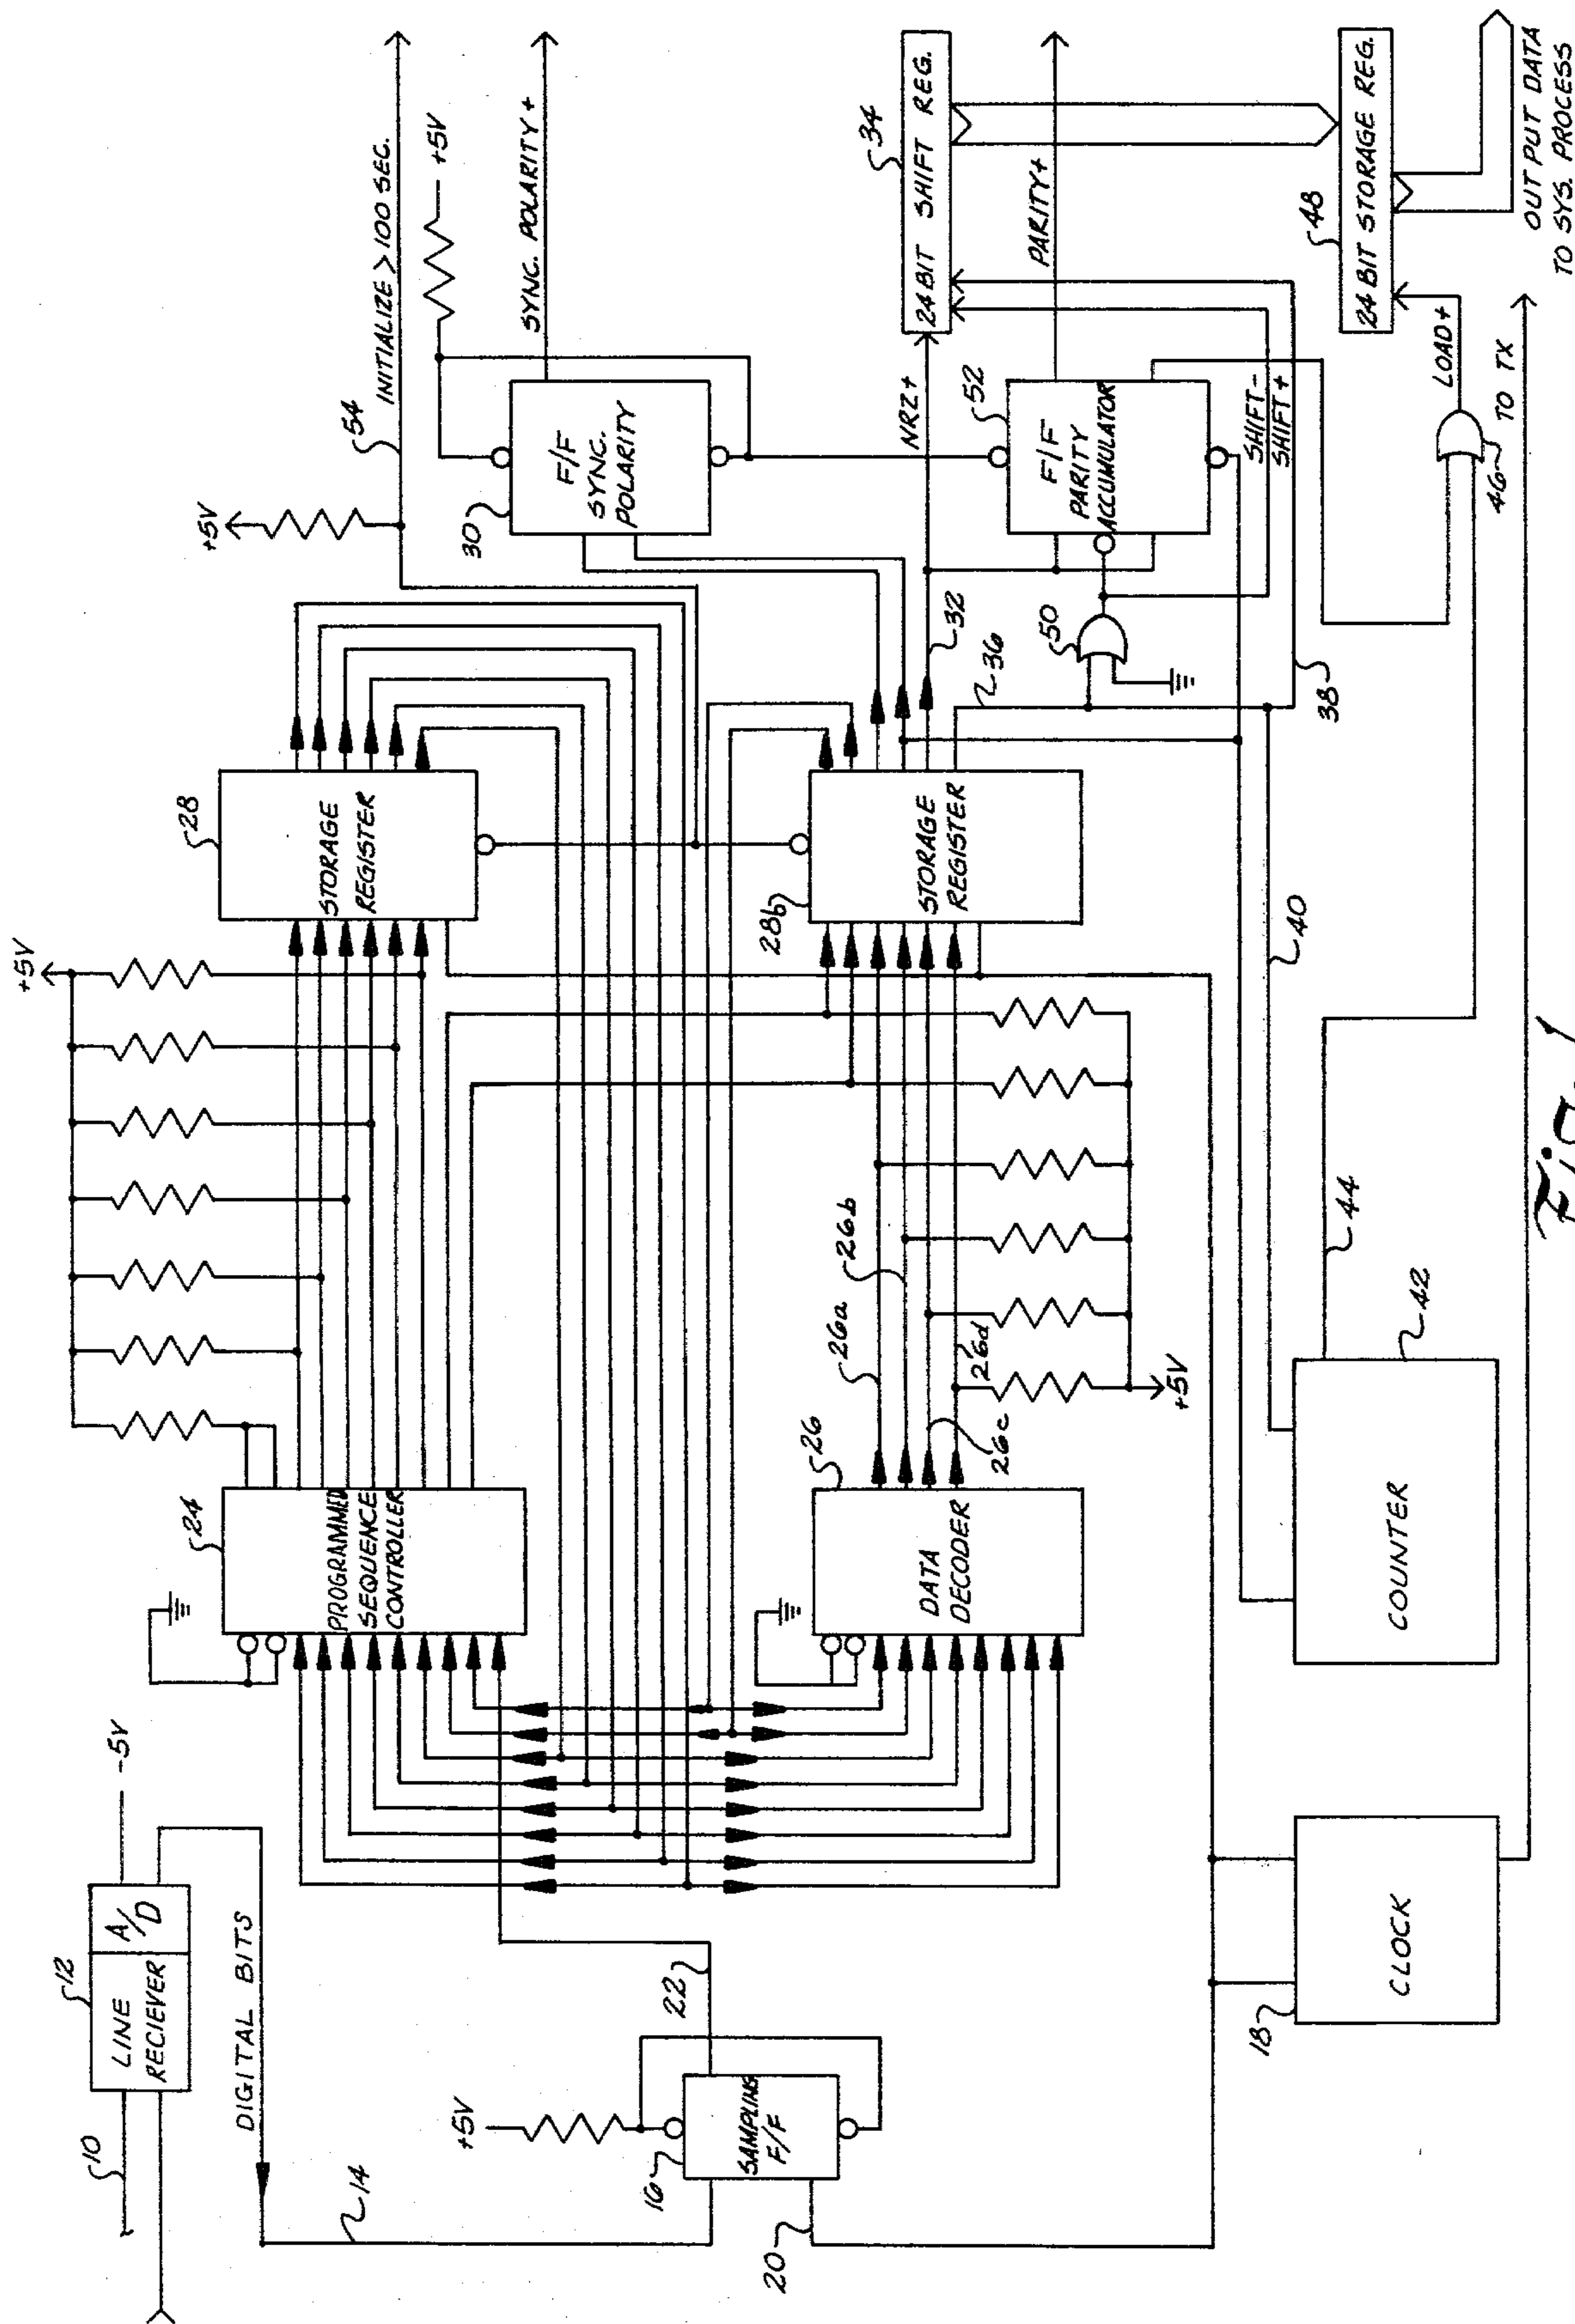 10
12
LINE
RECIEVER
A/D
-5V
DIGITAL BITS
14
+5V
16
SAMPLING
F/F
20
22
18
CLOCK
24
PROGRAMMED
SEQUENCE
CONTROLLER
+5V
26
DATA
DECODER
26a
26b
26c
26d
+5V
28
STORAGE
REGISTER
28b
STORAGE
REGISTER
+5V
54
INITIALIZE > 100 SEC.
+5V
30
F/F
SYNC.
POLARITY
SYNC. POLARITY +
32
NRZ+
34
24 BIT SHIFT REG.
36
50
52
F/F
PARITY
ACCUMULATOR
PARITY+
SHIFT-
SHIFT+
38
40
42
COUNTER
44
46
LOAD+
TO TX
48
24 BIT STORAGE REG.
OUTPUT DATA
TO SYS. PROCESS
Fig. 1